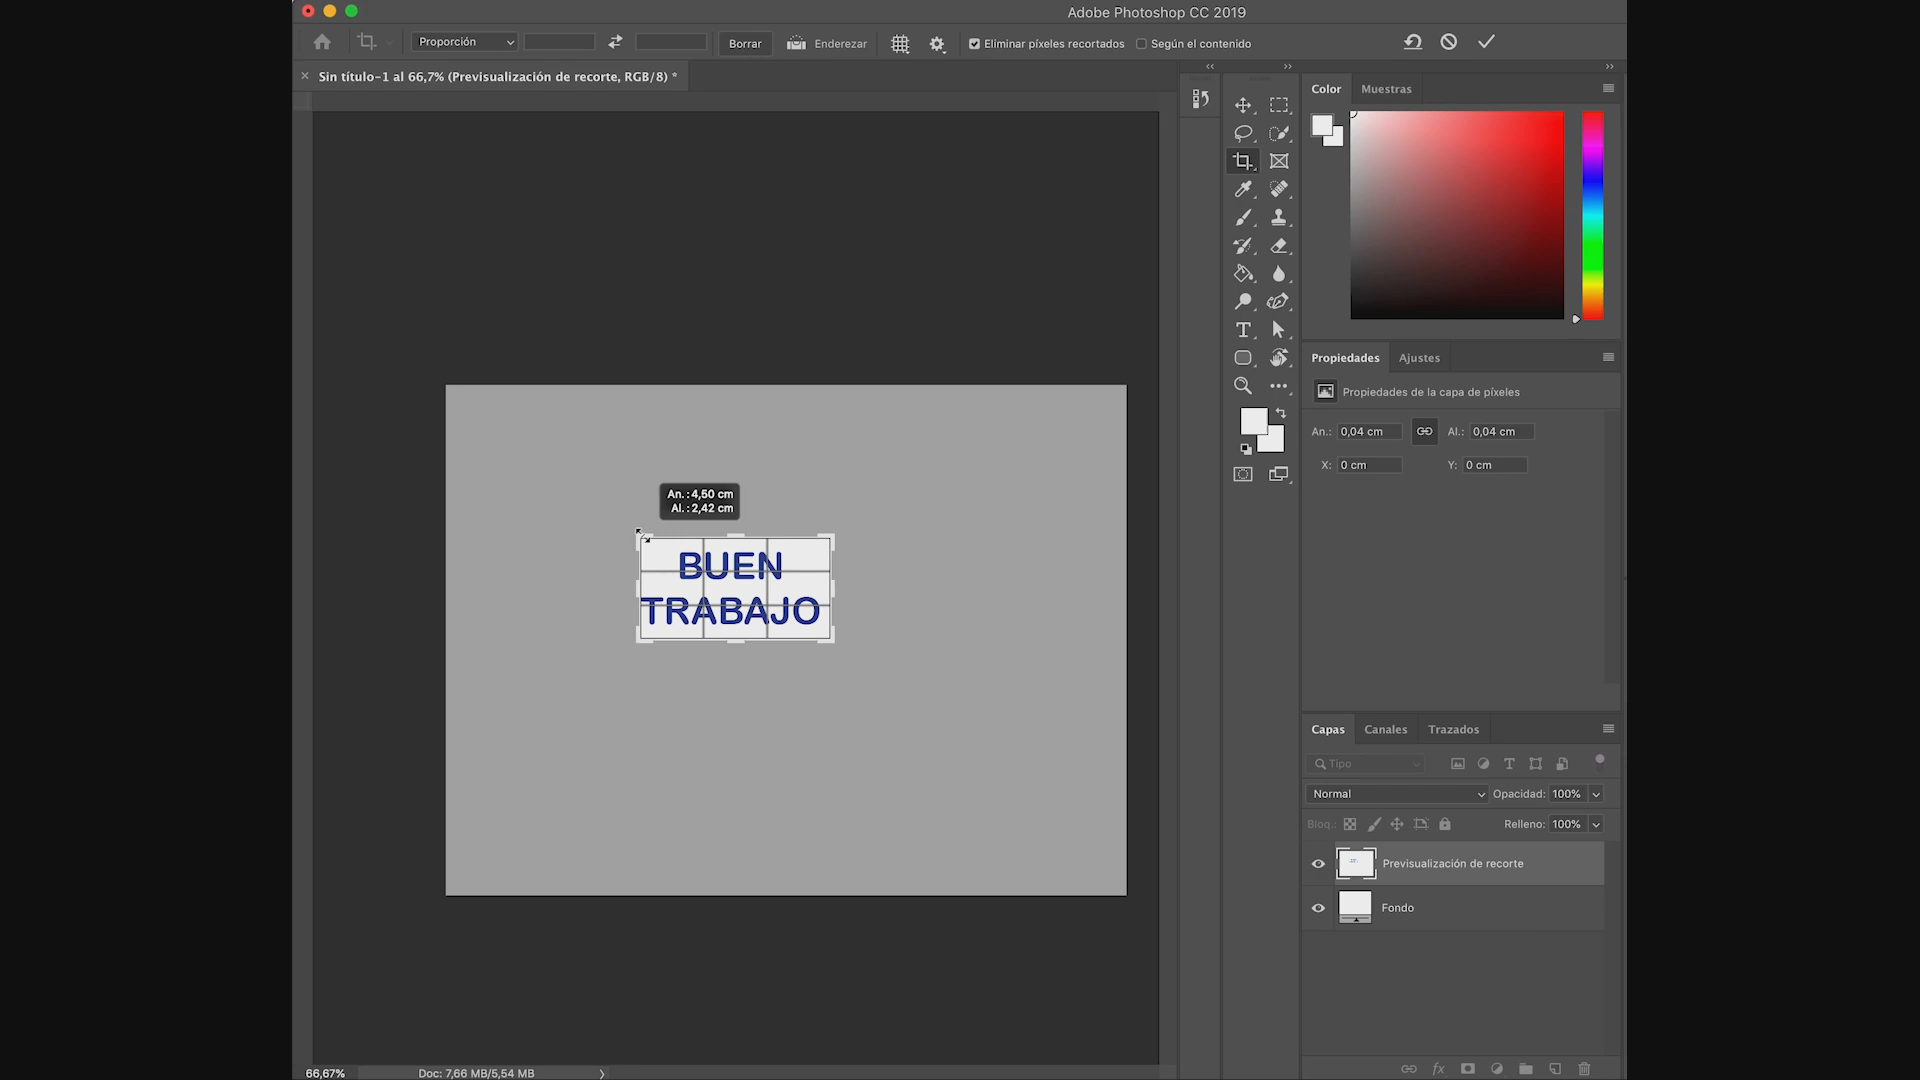 Adobe Photoshop CC 2019
Proporción
Borrar
Enderezar
Eliminar píxeles recortados
Según el contenido
Sin título-1 al 66,7% (Previsualización de recorte, RGB/8) *
Color
Muestras
An.: 4,50 cm
Al.: 2,42 cm
BUEN
TRABAJO
Propiedades
Ajustes
Propiedades de la capa de píxeles
An.: 0,04 cm
Al.: 0,04 cm
X: 0 cm
Y: 0 cm
Capas
Canales
Trazados
Tipo
Normal
Opacidad: 100%
Bloq.:
Relleno: 100%
Previsualización de recorte
Fondo
66,67%
Doc: 7,66 MB/5,54 MB